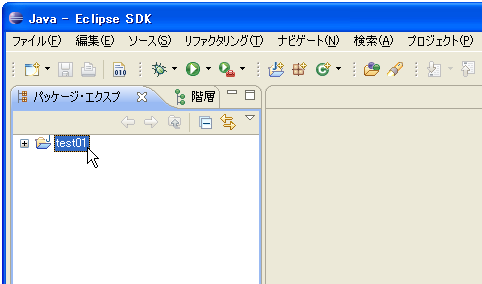 Java - Eclipse SDK
ファイル(F) 編集(E) ソース(S) リファクタリング(T) ナビゲート(N) 検索(A) プロジェクト(P)
010
パッケージ・エクスプ 階層
test01